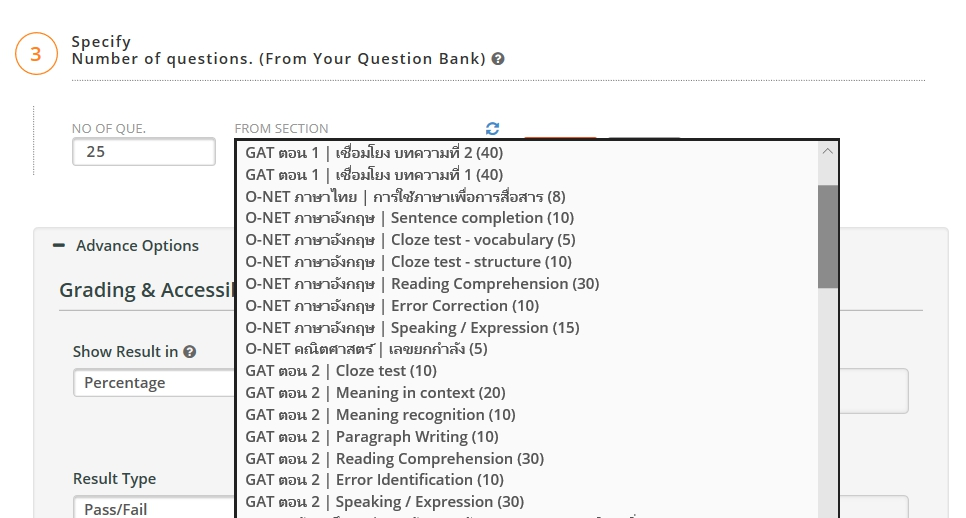 3
Specify
Number of questions. (From Your Question Bank) ?
NO OF QUE.
FROM SECTION
25
GAT ตอน 1 | เชื่อมโยง บทความที่ 2 (40)
GAT ตอน 1 | เชื่อมโยง บทความที่ 1 (40)
O-NET ภาษาไทย | การใช้ภาษาเพื่อการสื่อสาร (8)
O-NET ภาษาอังกฤษ | Sentence completion (10)
O-NET ภาษาอังกฤษ | Cloze test - vocabulary (5)
O-NET ภาษาอังกฤษ | Cloze test - structure (10)
O-NET ภาษาอังกฤษ | Reading Comprehension (30)
O-NET ภาษาอังกฤษ | Error Correction (10)
O-NET ภาษาอังกฤษ | Speaking / Expression (15)
O-NET คณิตศาสตร์ | เลขยกกำลัง (5)
GAT ตอน 2 | Cloze test (10)
GAT ตอน 2 | Meaning in context (20)
GAT ตอน 2 | Meaning recognition (10)
GAT ตอน 2 | Paragraph Writing (10)
GAT ตอน 2 | Reading Comprehension (30)
GAT ตอน 2 | Error Identification (10)
GAT ตอน 2 | Speaking / Expression (30)
Advance Options
Grading &
Show Result in ?
Percentage
Result Type
Pass/Fail